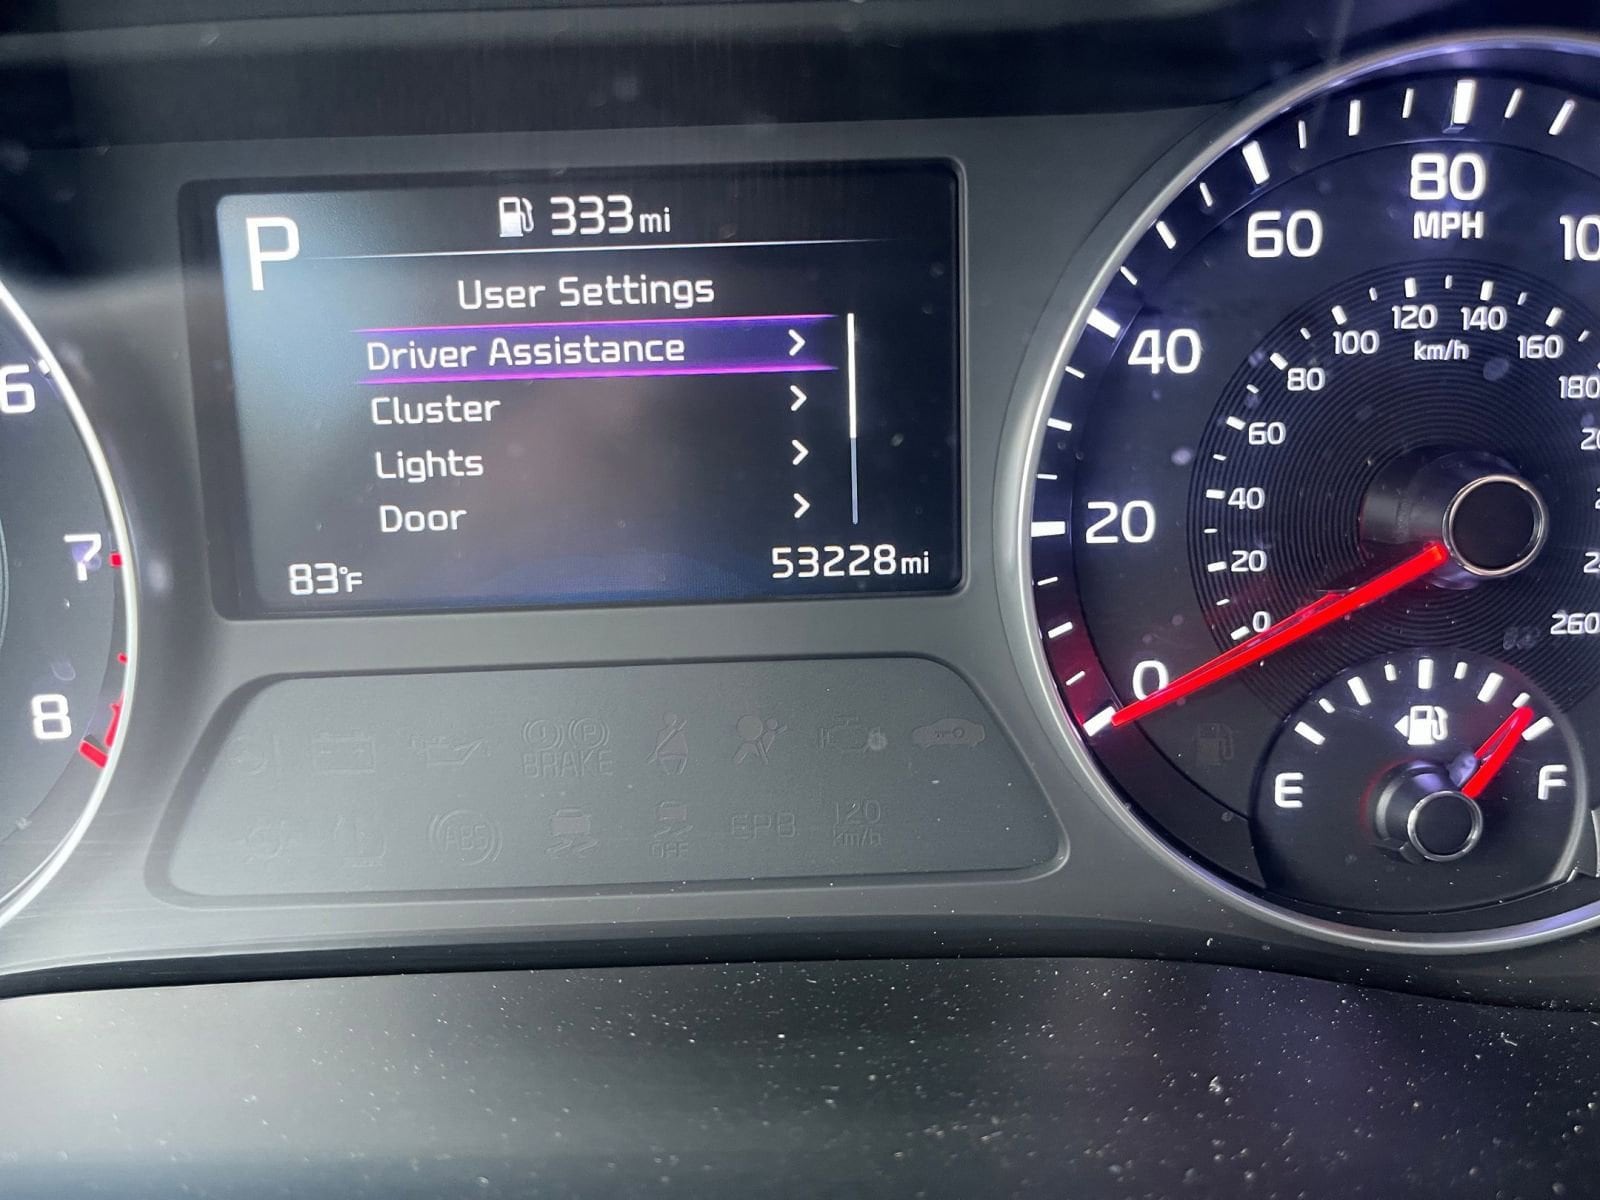 P
333mi
User Settings
Driver Assistance >
Cluster >
Lights >
Door >
83°F
53228mi
6
7
8
BRAKE
ABS
OFF
EPB
120
km/h
0
20
40
60
80
MPH
10
0
20
40
60
80
100
120
140
160
180
260
km/h
E
F